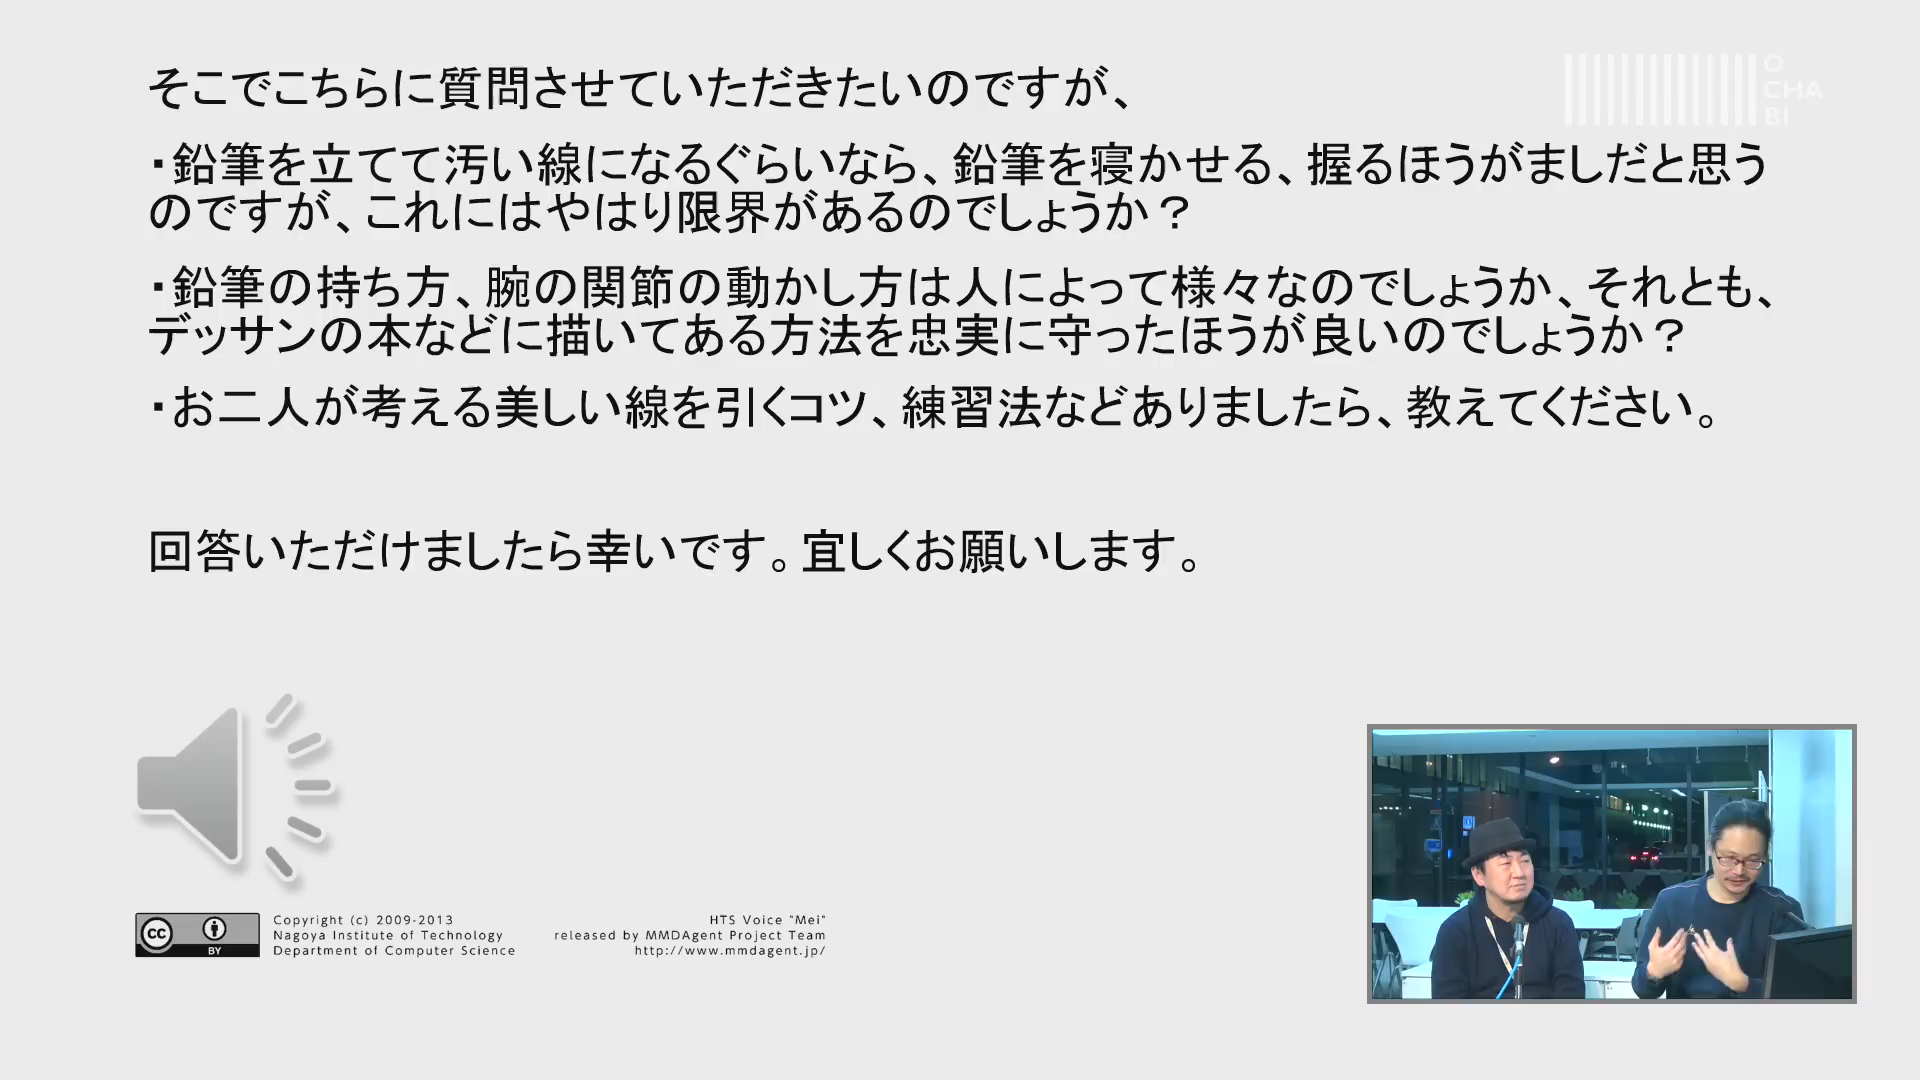 そこでこちらに質問させていただきたいのですが、
・鉛筆を立てて汚い線になるぐらいなら、鉛筆を寝かせる、握るほうがましだと思う
のですが、これにはやはり限界があるのでしょうか？
・鉛筆の持ち方、腕の関節の動かし方は人によって様々なのでしょうか、それとも、
デッサンの本などに描いてある方法を忠実に守ったほうが良いのでしょうか？
・お二人が考える美しい線を引くコツ、練習法などありましたら、教えてください。
回答いただけましたら幸いです。宜しくお願いします。
O
CHA
BI
cc
BY
Copyright (c) 2009-2013
Nagoya Institute of Technology
Department of Computer Science
HTS Voice "Mei"
released by MMDAgent Project Team
http://www.mmdagent.jp/